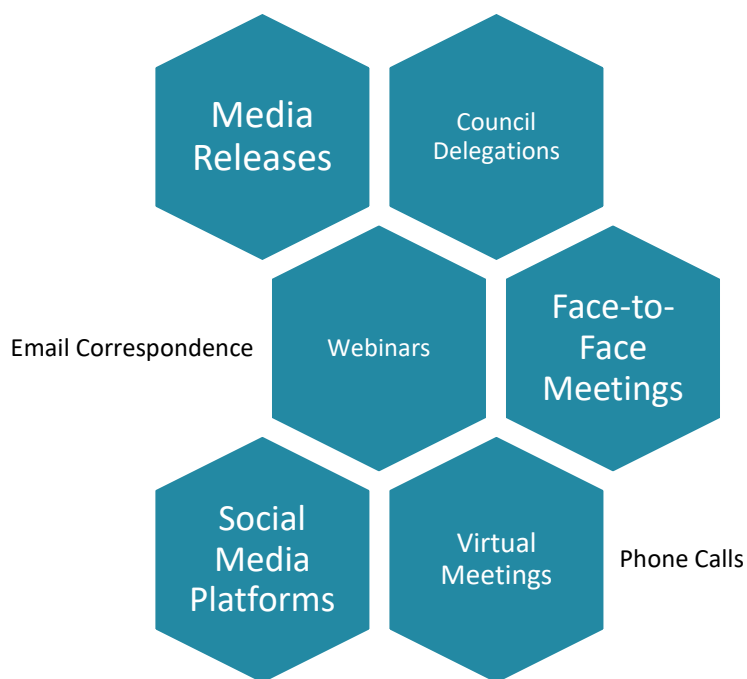 Media
Releases
Council
Delegations
Email Correspondence
Webinars
Face-to-
Face
Meetings
Social
Media
Platforms
Virtual
Meetings
Phone Calls